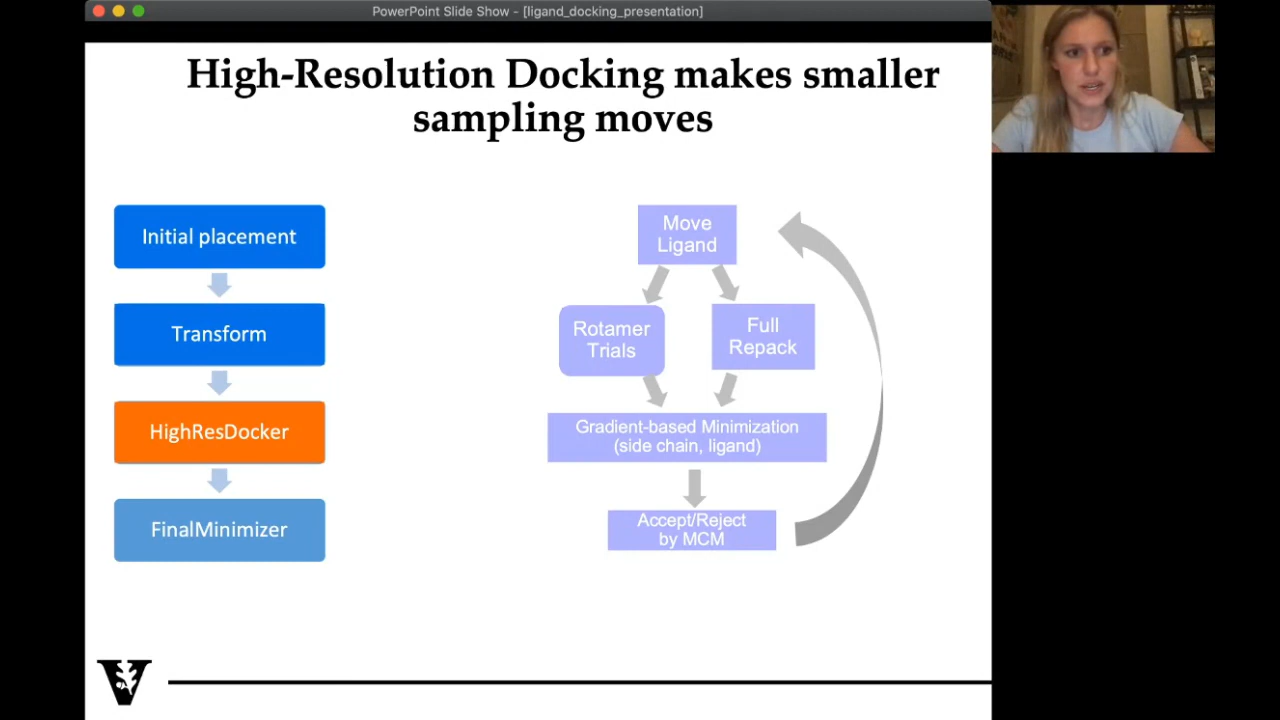 PowerPoint Slide Show - [ligand_docking_presentation]
High-Resolution Docking makes smaller
sampling moves
Initial placement
Transform
HighResDocker
FinalMinimizer
Move
Ligand
Rotamer
Trials
Full
Repack
Gradient-based Minimization
(side chain, ligand)
Accept/Reject
by MCM
V